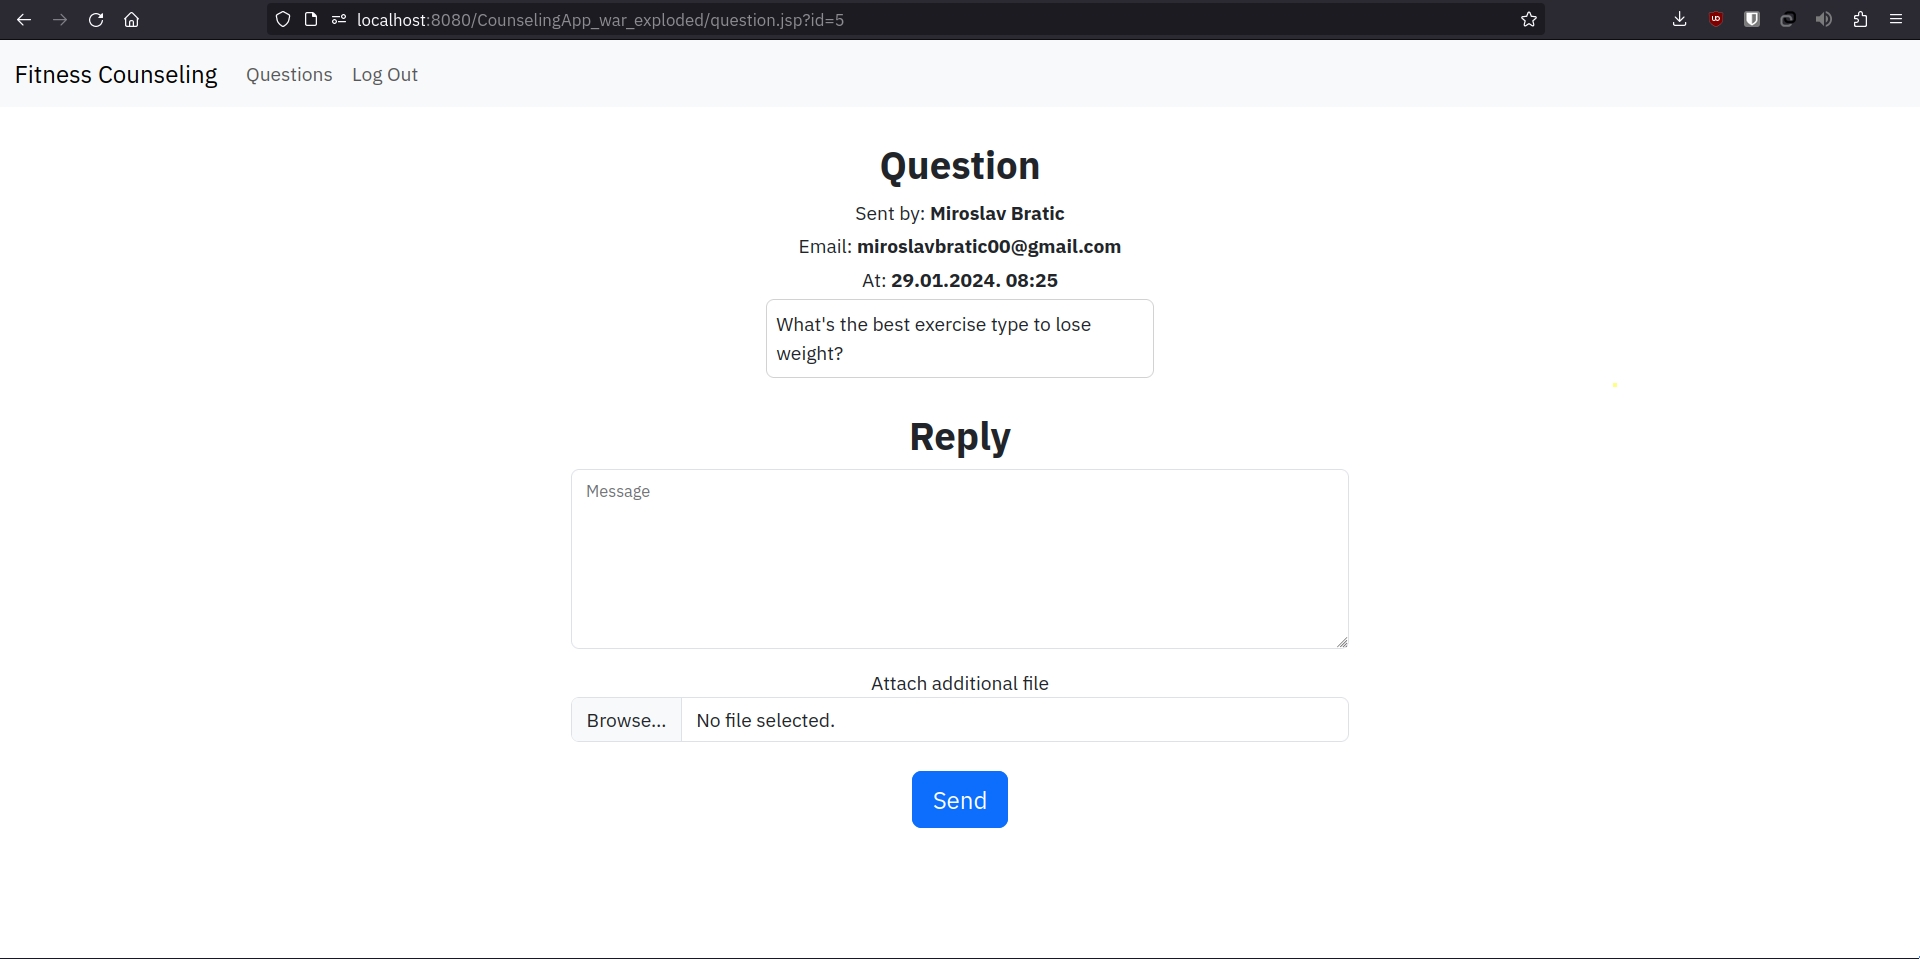 localhost:8080/CounselingApp_war_exploded/question.jsp?id=5
Fitness Counseling Questions Log Out
Question
Sent by: Miroslav Bratic
Email: miroslavbratic00@gmail.com
At: 29.01.2024. 08:25
What's the best exercise type to lose
weight?
Reply
Message
Attach additional file
Browse... No file selected.
Send